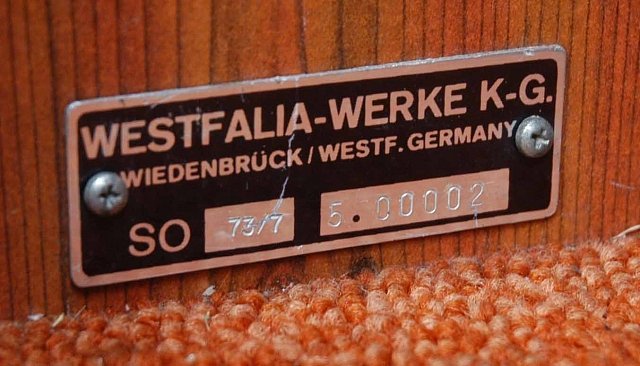 WESTFALIA-WERKE K-G.
WIEDENBRÜCK/WESTF. GERMANY
SO 73/7 5.00002